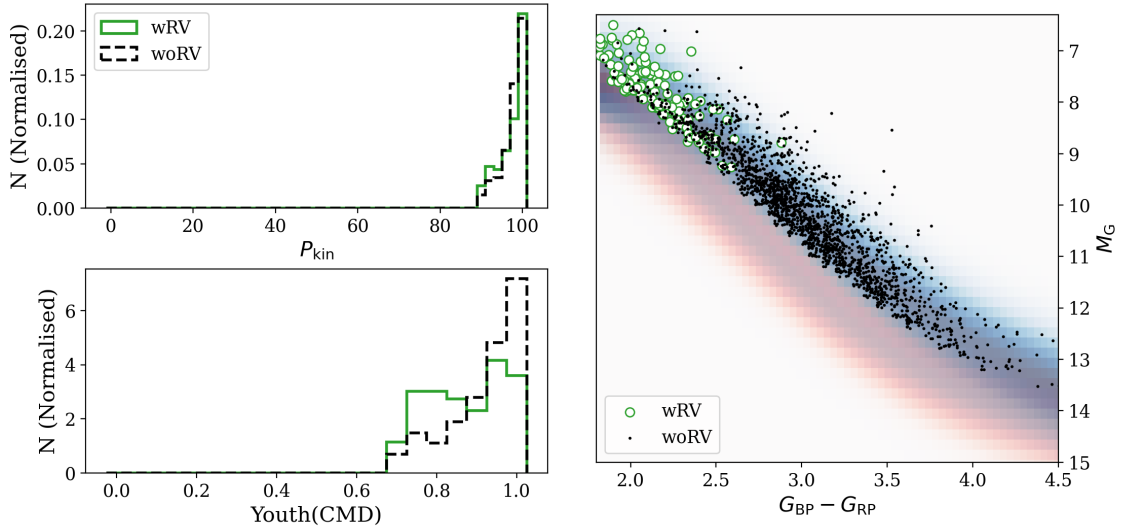 wRV
woRV
N (Normalised)
0.20
0.15
0.10
0.05
0.00
0 20 40 60 80 100
P_kin
N (Normalised)
6
4
2
0
0.0 0.2 0.4 0.6 0.8 1.0
Youth(CMD)
wRV
woRV
7
8
9
10
11
12
13
14
15
M_G
2.0 2.5 3.0 3.5 4.0 4.5
G_BP − G_RP